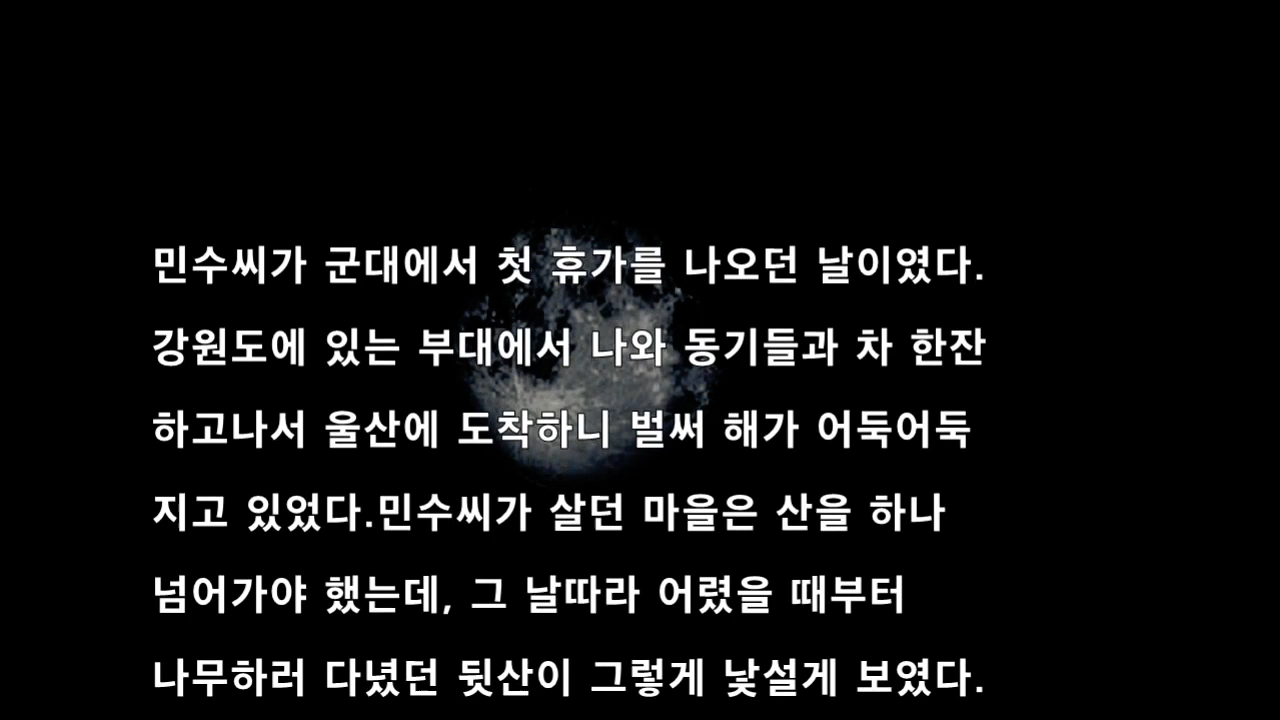 민수씨가 군대에서 첫 휴가를 나오던 날이였다.
강원도에 있는 부대에서 나와 동기들과 차 한잔
하고나서 울산에 도착하니 벌써 해가 어둑어둑
지고 있었다.민수씨가 살던 마을은 산을 하나
넘어가야 했는데, 그 날따라 어렸을 때부터
나무하러 다녔던 뒷산이 그렇게 낯설게 보였다.